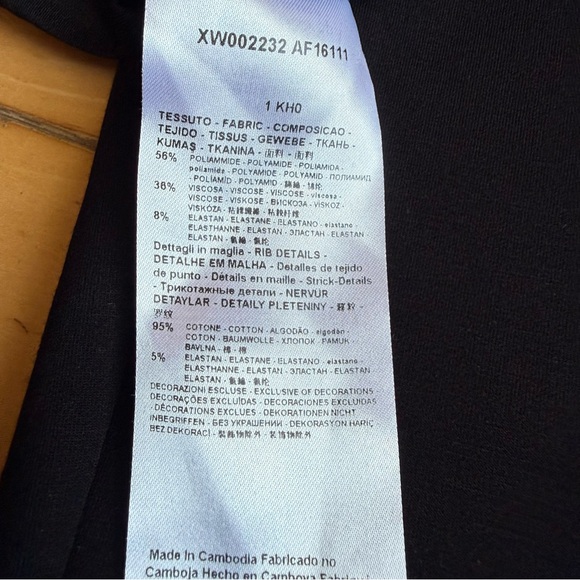 XW002232 AF16111
1 KH0
TESSUTO - FABRIC - COMPOSICAO -
TEJIDO - TISSUS - GEWEBE - ТКАНЬ -
KUMAŞ - TKANINA - 面料 - 面料
56% POLIAMMIDE - POLYAMIDE - POLIAMIDA -
poliamida - POLYAMIDE - POLYAMID - ПОЛИАМИД
- POLİAMİD - POLYAMID - 錦綸 - 锦纶
36% VISCOSA - VISCOSE - VISCOSE - viscosa -
VISCOSE - VISKOSE - ВИСКОЗА - VİSKOZ -
VISKÓZA - 粘膠纖維 - 粘胶纤维
8% ELASTAN - ELASTANE - ELASTANO - elastano -
ELASTHANNE - ELASTAN - ЭЛАСТАН - ELASTAN
ELASTAN - 氨綸 - 氨纶
Dettagli in maglia - RIB DETAILS -
DETALHE EM MALHA - Detalles de tejido
de punto - Détails en maille - Strick-Details
- Трикотажные детали - NERVÜR
DETAYLAR - DETAILY PLETENINY - 羅紋 -
罗纹
95% COTONE - COTTON - ALGODÃO - algodón -
COTON - BAUMWOLLE - ХЛОПОК - PAMUK -
BAVLNA - 棉 - 棉
5% ELASTAN - ELASTANE - ELASTANO - elastano -
ELASTHANNE - ELASTAN - ЭЛАСТАН - ELASTAN
ELASTAN - 氨綸 - 氨纶
DECORAZIONI ESCLUSE - EXCLUSIVE OF DECORATIONS -
DECORAÇÕES EXCLUÍDAS - DECORACIONES EXCLUIDAS
- DÉCORATIONS EXCLUES - DEKORATIONEN NICHT
INBEGRIFFEN - БЕЗ УКРАШЕНИИ - DEKORASYON HARİÇ
BEZ DEKORACÍ - 裝飾物除外 - 装饰物除外
Made in Cambodia Fabricado no
Camboja Hecho en Camboya